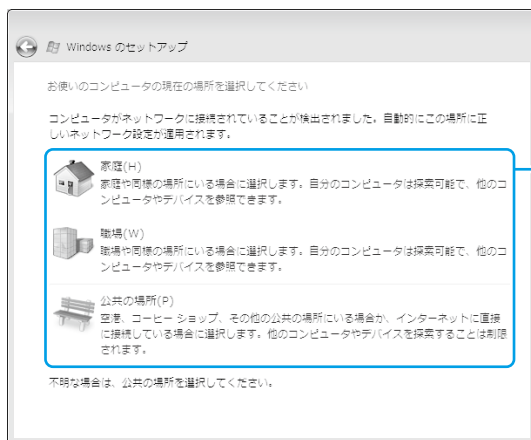 Windows のセットアップ
お使いのコンピュータの現在の場所を選択してください
コンピュータがネットワークに接続されていることが検出されました。自動的にこの場所に正
しいネットワーク設定が適用されます。
家庭(H)
家庭や同様の場所にいる場合に選択します。自分のコンピュータは探索可能で、他のコ
ンピュータやデバイスを参照できます。
職場(W)
職場や同様の場所にいる場合に選択します。自分のコンピュータは探索可能で、他のコ
ンピュータやデバイスを参照できます。
公共の場所(P)
空港、コーヒー ショップ、その他の公共の場所にいる場合か、インターネットに直接
に接続している場合に選択します。他のコンピュータやデバイスを探索することは制限
されます。
不明な場合は、公共の場所を選択してください。